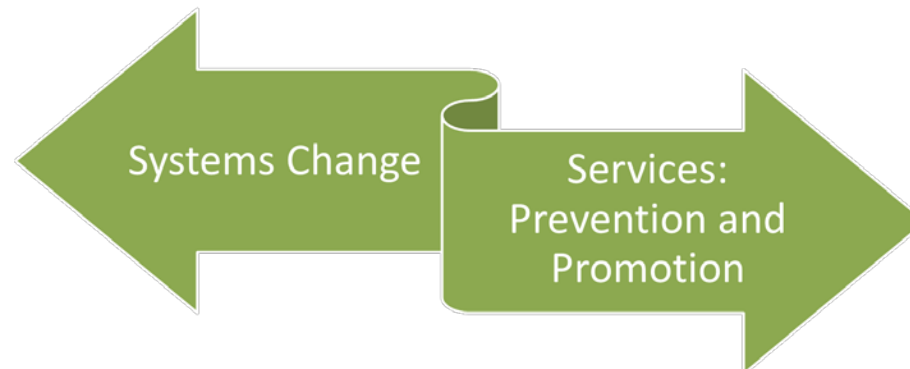 Systems Change
Services:
Prevention and
Promotion